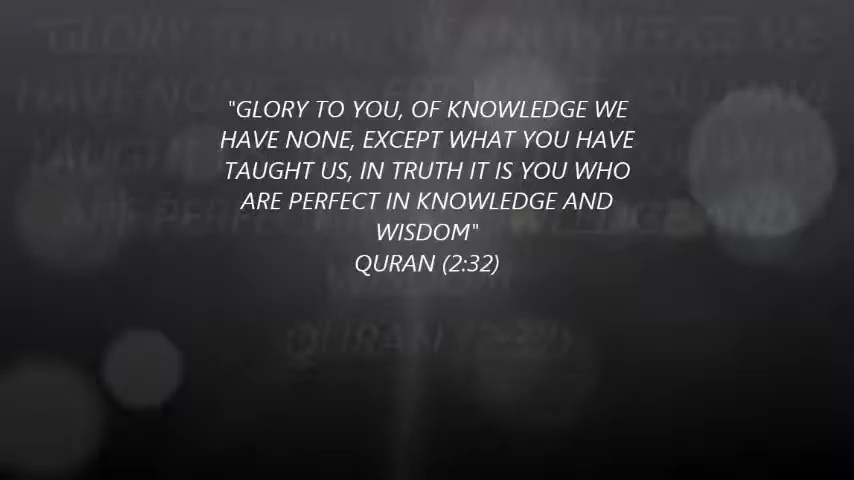 "GLORY TO YOU, OF KNOWLEDGE WE
HAVE NONE, EXCEPT WHAT YOU HAVE
TAUGHT US, IN TRUTH IT IS YOU WHO
ARE PERFECT IN KNOWLEDGE AND
WISDOM"
QURAN (2:32)